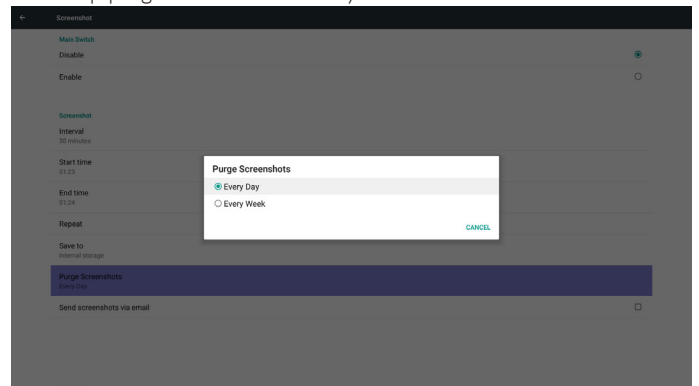 Screenshot
Main Switch
Disable
Enable
Screenshot
Interval
30 minutes
Start time
01:23
End time
01:24
Repeat
Save to
Internal storage
Purge Screenshots
Every Day
Send screenshots via email
Purge Screenshots
Every Day
Every Week
CANCEL